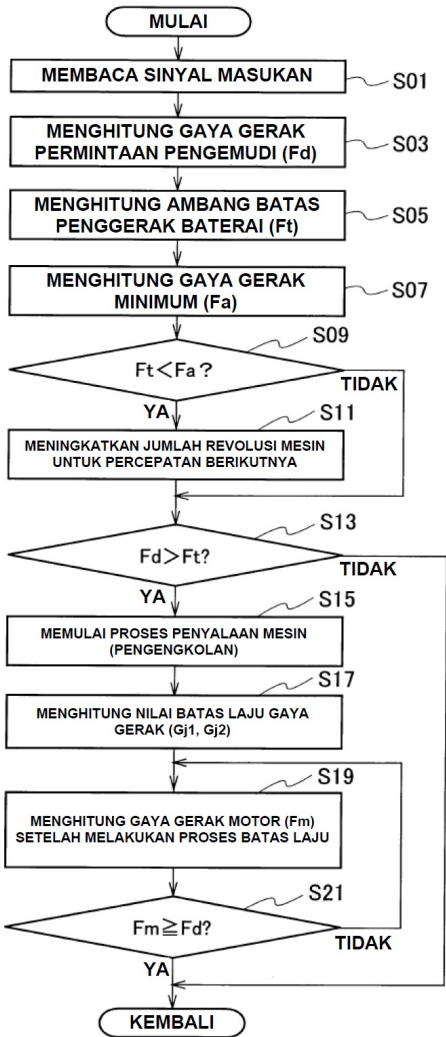 MULAI
MEMBACA SINYAL MASUKAN
S01
MENGHITUNG GAYA GERAK
PERMINTAAN PENGEMUDI (Fd)
S03
MENGHITUNG AMBANG BATAS
PENGGERAK BATERAI (Ft)
S05
MENGHITUNG GAYA GERAK
MINIMUM (Fa)
S07
S09
Ft<Fa?
TIDAK
YA
S11
MENINGKATKAN JUMLAH REVOLUSI MESIN
UNTUK PERCEPATAN BERIKUTNYA
S13
Fd>Ft?
TIDAK
YA
S15
MEMULAI PROSES PENYALAAN MESIN
(PENGENGKOLAN)
S17
MENGHITUNG NILAI BATAS LAJU GAYA
GERAK (Gj1, Gj2)
S19
MENGHITUNG GAYA GERAK MOTOR (Fm)
SETELAH MELAKUKAN PROSES BATAS LAJU
S21
Fm≧Fd?
TIDAK
YA
KEMBALI